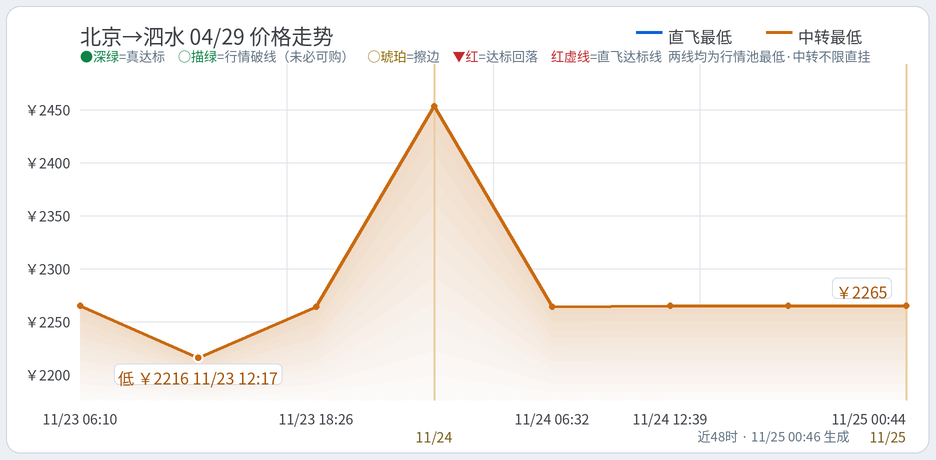 北京→泗水 04/29 价格走势
直飞最低 中转最低
●深绿=真达标 ○描绿=行情破线（未必可购） ○琥珀=擦边 ▼红=达标回落 红虚线=直飞达标线 两线均为行情池最低·中转不限直挂
￥2450
￥2400
￥2350
￥2300
￥2265
￥2250
￥2200
低 ￥2216 11/23 12:17
11/23 06:10 11/23 18:26 11/24 06:32 11/24 12:39 11/25 00:44
11/24 近48时 · 11/25 00:46 生成 11/25